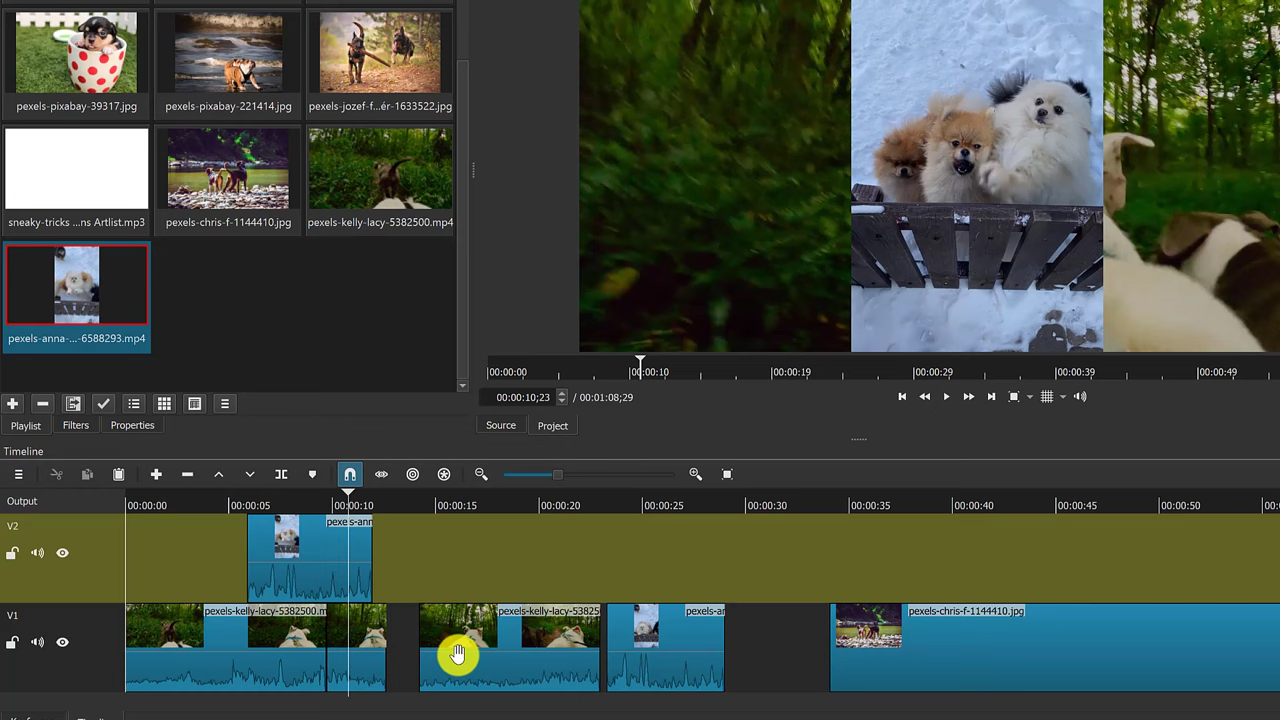 pexels-pixabay-39317.jpg
pexels-pixabay-221414.jpg
pexels-jozef-f...ér-1633522.jpg
sneaky-tricks ...ns Artlist.mp3
pexels-chris-f-1144410.jpg
pexels-kelly-lacy-5382500.mp4
pexels-anna-...-6588293.mp4
00:00:00
00:00:10
00:00:19
00:00:29
00:00:39
00:00:49
00:00:10;23
/ 00:01:08;29
Playlist
Filters
Properties
Source
Project
Timeline
Output
00:00:00
00:00:05
00:00:10
00:00:15
00:00:20
00:00:25
00:00:30
00:00:35
00:00:40
00:00:45
00:00:50
00:00:
V2
pexels-ann
V1
pexels-kelly-lacy-5382500.m
pexels-kelly-lacy-53825
pexels-an
pexels-chris-f-1144410.jpg